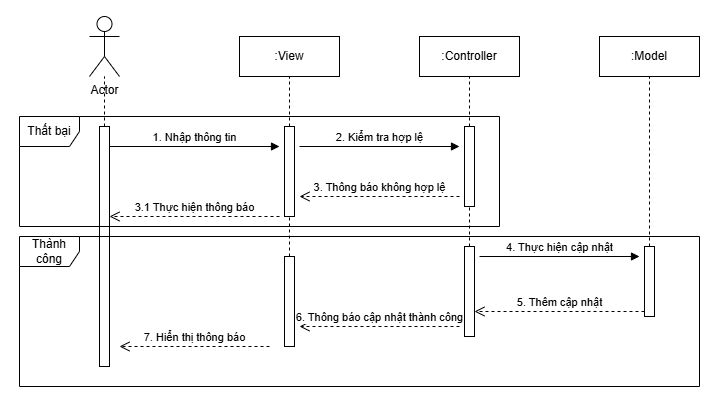 :View
:Controller
:Model
Actor
Thất bại
1. Nhập thông tin
2. Kiểm tra hợp lệ
3. Thông báo không hợp lệ
3.1 Thực hiện thông báo
Thành
công
4. Thực hiện cập nhật
5. Thêm cập nhật
6. Thông báo cập nhật thành công
7. Hiển thị thông báo